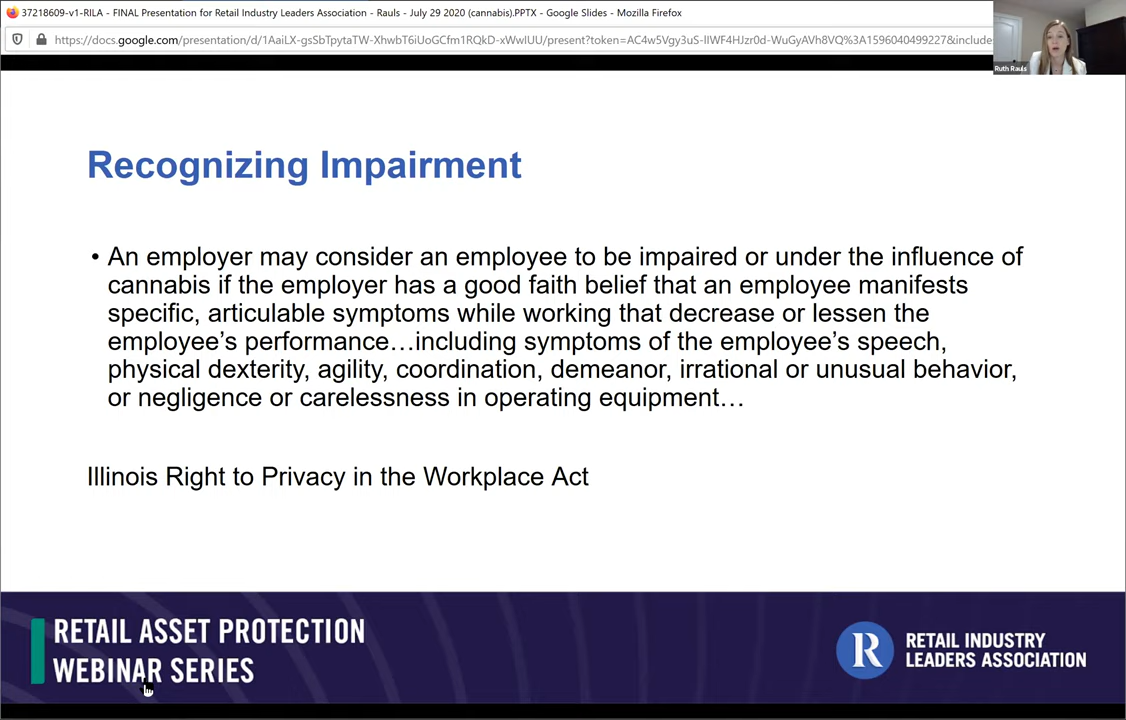 37218609-v1-RILA - FINAL Presentation for Retail Industry Leaders Association - Rauls - July 29 2020 (cannabis).PPTX - Google Slides - Mozilla Firefox
https://docs.google.com/presentation/d/1AaiLX-gsSbTpytaTW-XhwbT6iUoGCfm1RQkD-xWwIUU/present?token=AC4w5Vgy3uS-lIWF4HJzr0d-WuGyAVh8VQ%3A1596040499227&include
Ruth Rauls
Recognizing Impairment
• An employer may consider an employee to be impaired or under the influence of
cannabis if the employer has a good faith belief that an employee manifests
specific, articulable symptoms while working that decrease or lessen the
employee’s performance…including symptoms of the employee’s speech,
physical dexterity, agility, coordination, demeanor, irrational or unusual behavior,
or negligence or carelessness in operating equipment…
Illinois Right to Privacy in the Workplace Act
RETAIL ASSET PROTECTION
WEBINAR SERIES
R
RETAIL INDUSTRY
LEADERS ASSOCIATION